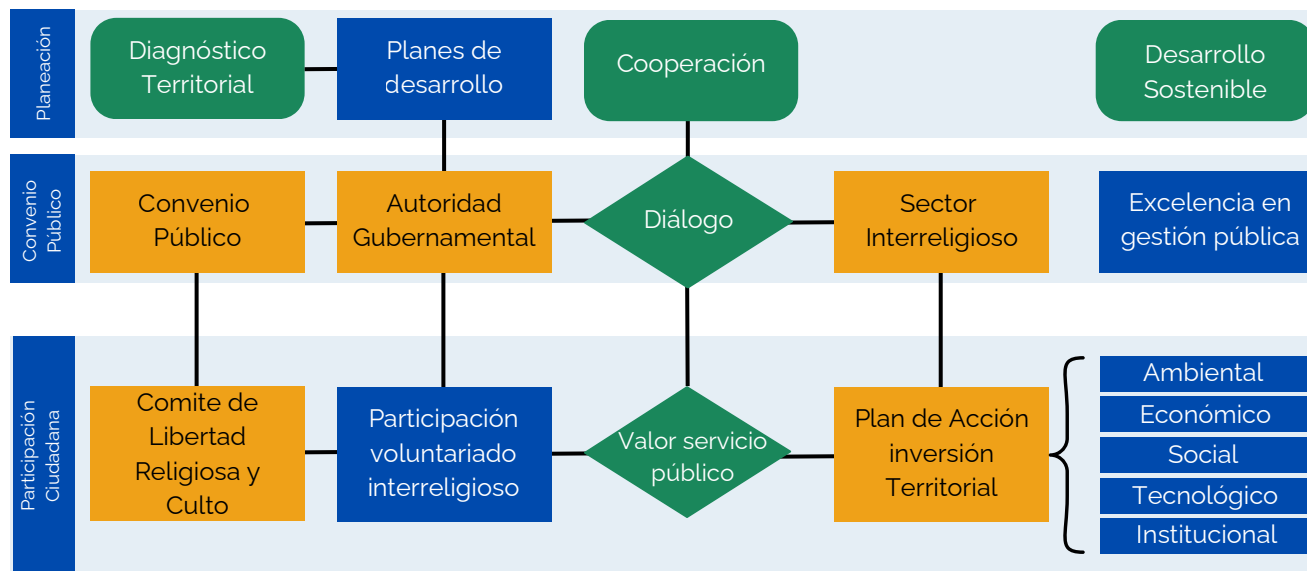 Planeación
Diagnóstico
Territorial
Planes de
desarrollo
Cooperación
Desarrollo
Sostenible
Convenio
Público
Convenio
Público
Autoridad
Gubernamental
Diálogo
Sector
Interreligioso
Excelencia en
gestión pública
Participación
Ciudadana
Comite de
Libertad
Religiosa y
Culto
Participación
voluntariado
interreligioso
Valor servicio
público
Plan de Acción
inversión
Territorial
Ambiental
Económico
Social
Tecnológico
Institucional